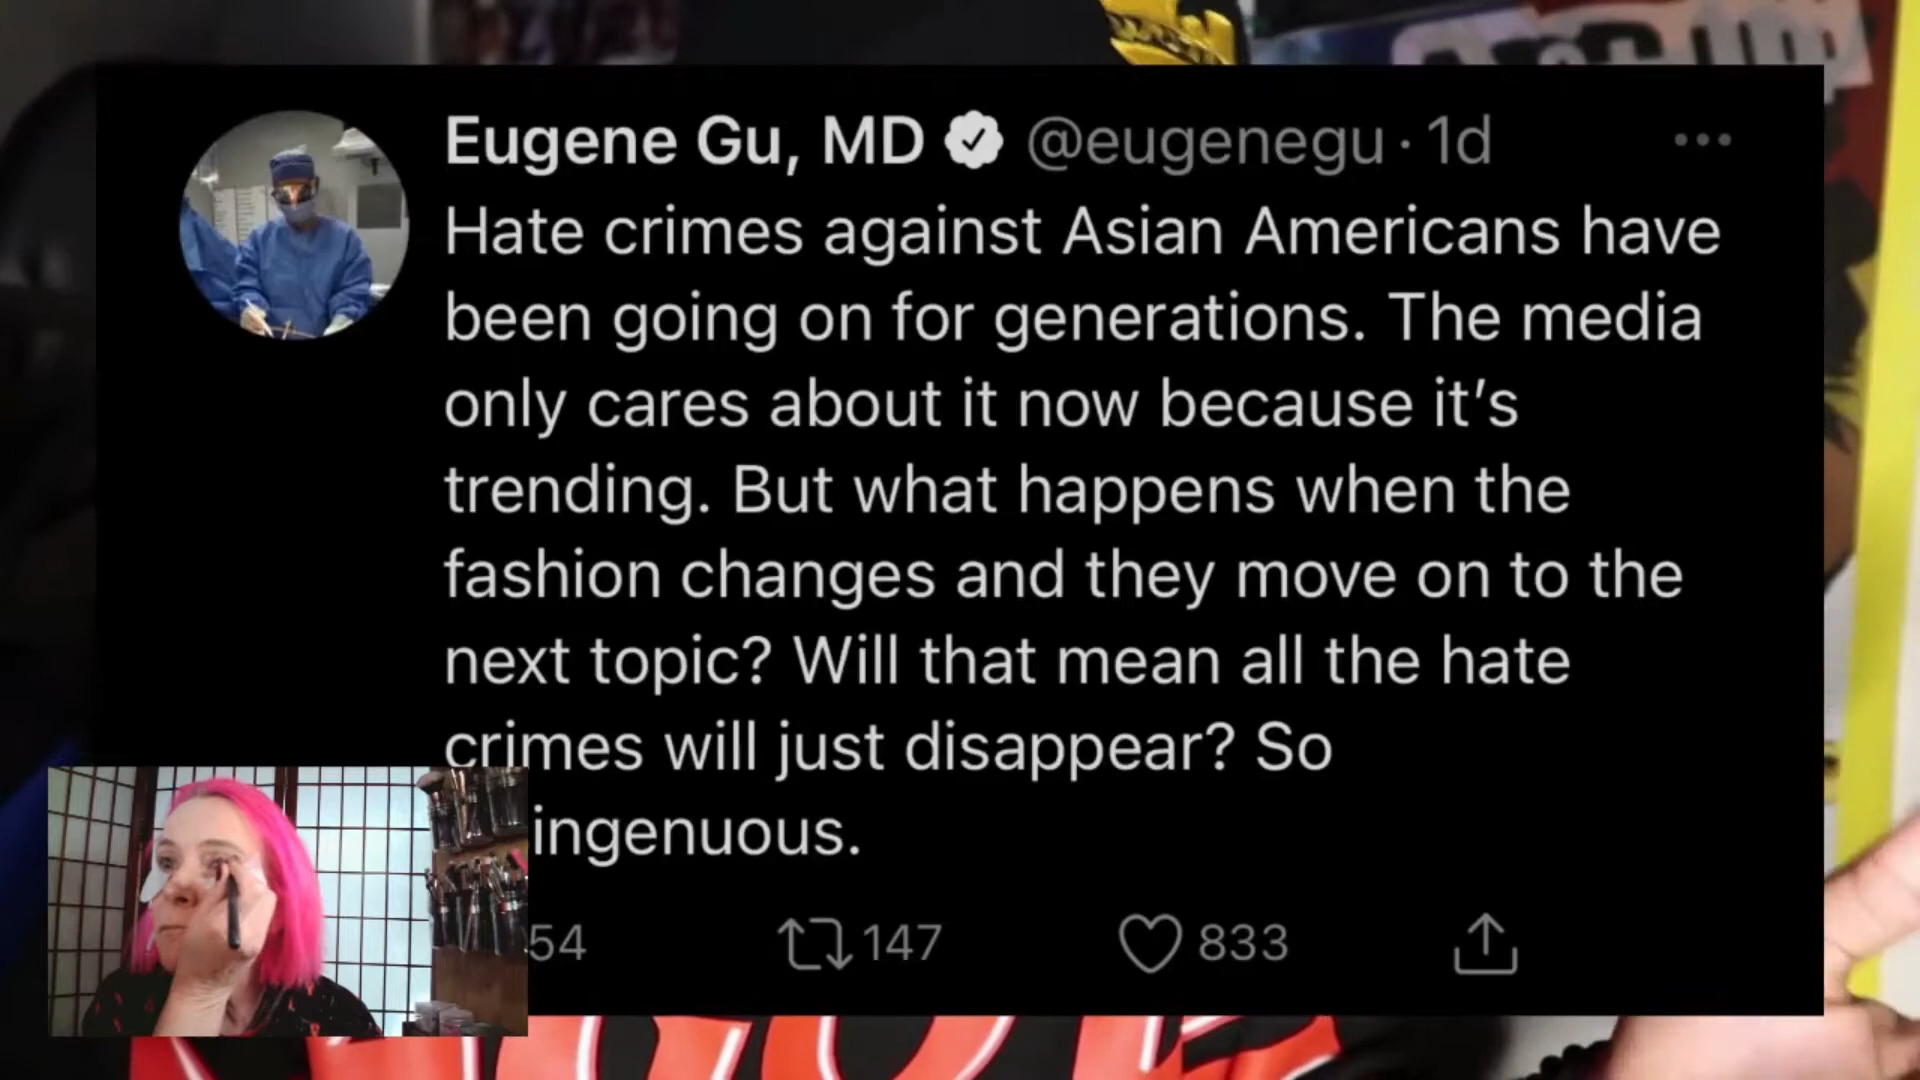 Eugene Gu, MD @eugenegu · 1d
Hate crimes against Asian Americans have
been going on for generations. The media
only cares about it now because it’s
trending. But what happens when the
fashion changes and they move on to the
next topic? Will that mean all the hate
crimes will just disappear? So
ingenuous.
54 147 833